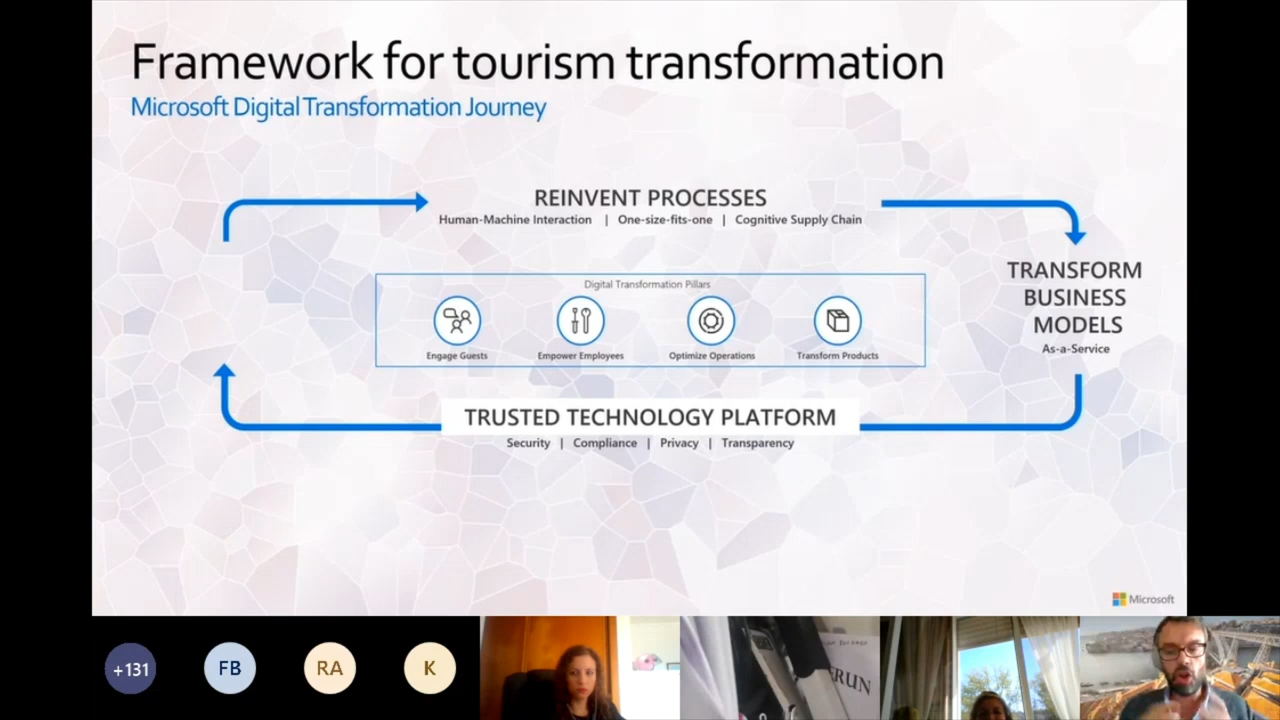 Framework for tourism transformation
Microsoft Digital Transformation Journey
REINVENT PROCESSES
Human-Machine Interaction | One-size-fits-one | Cognitive Supply Chain
TRANSFORM
BUSINESS
MODELS
As-a-Service
Digital Transformation Pillars
Engage Guests
Empower Employees
Optimize Operations
Transform Products
TRUSTED TECHNOLOGY PLATFORM
Security | Compliance | Privacy | Transparency
Microsoft
+131
FB
RA
K